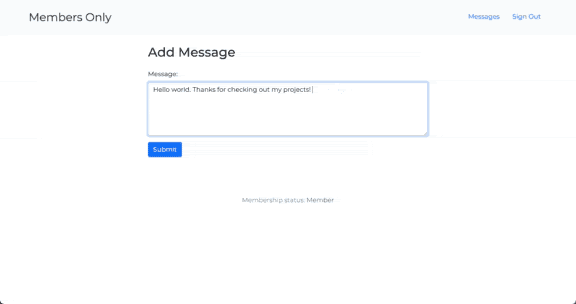 Members Only
Messages Sign Out
Add Message
Message:
Hello world. Thanks for checking out my projects!
Submit
Membership status: Member